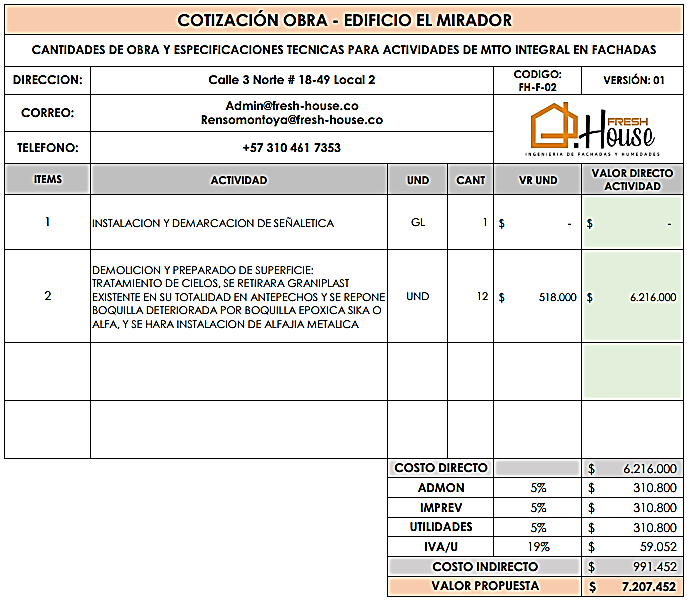 COTIZACIÓN OBRA - EDIFICIO EL MIRADOR
CANTIDADES DE OBRA Y ESPECIFICACIONES TECNICAS PARA ACTIVIDADES DE MTTO INTEGRAL EN FACHADAS
DIRECCION: Calle 3 Norte # 18-49 Local 2 CODIGO: FH-F-02 VERSIÓN: 01
CORREO: Admin@fresh-house.co
Rensomontoya@fresh-house.co
FRESH
House
INGENIERIA DE FACHADAS Y HUMEDADES
TELEFONO: +57 310 461 7353
ITEMS ACTIVIDAD UND CANT VR UND VALOR DIRECTO ACTIVIDAD
1 INSTALACION Y DEMARCACION DE SEÑALETICA GL 1 $ - $ -
DEMOLICION Y PREPARADO DE SUPERFICIE:
TRATAMIENTO DE CIELOS, SE RETIRARA GRANIPLAST
2 EXISTENTE EN SU TOTALIDAD EN ANTEPECHOS Y SE REPONE UND 12 $ 518.000 $ 6.216.000
BOQUILLA DETERIORADA POR BOQUILLA EPOXICA SIKA O
ALFA, Y SE HARA INSTALACION DE ALFAJIA METALICA
COSTO DIRECTO $ 6.216.000
ADMON 5% $ 310.800
IMPREV 5% $ 310.800
UTILIDADES 5% $ 310.800
IVA/U 19% $ 59.052
COSTO INDIRECTO $ 991.452
VALOR PROPUESTA $ 7.207.452